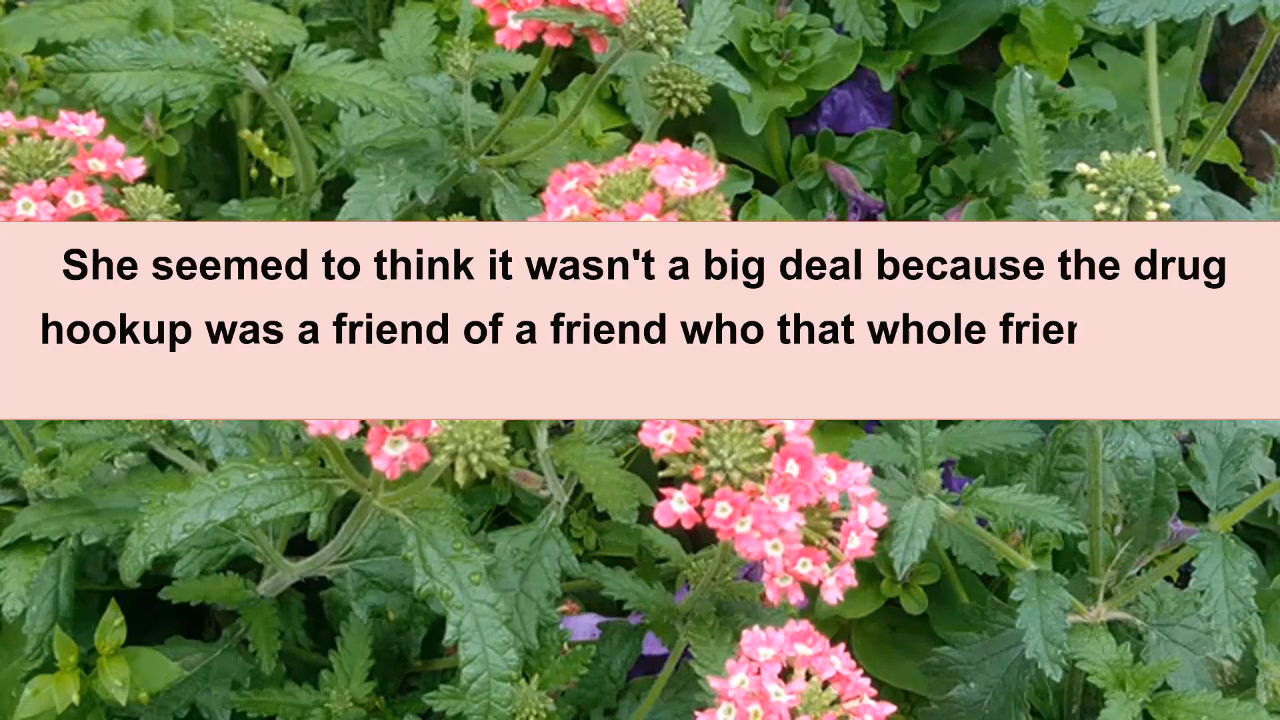 She seemed to think it wasn't a big deal because the drug
hookup was a friend of a friend who that whole